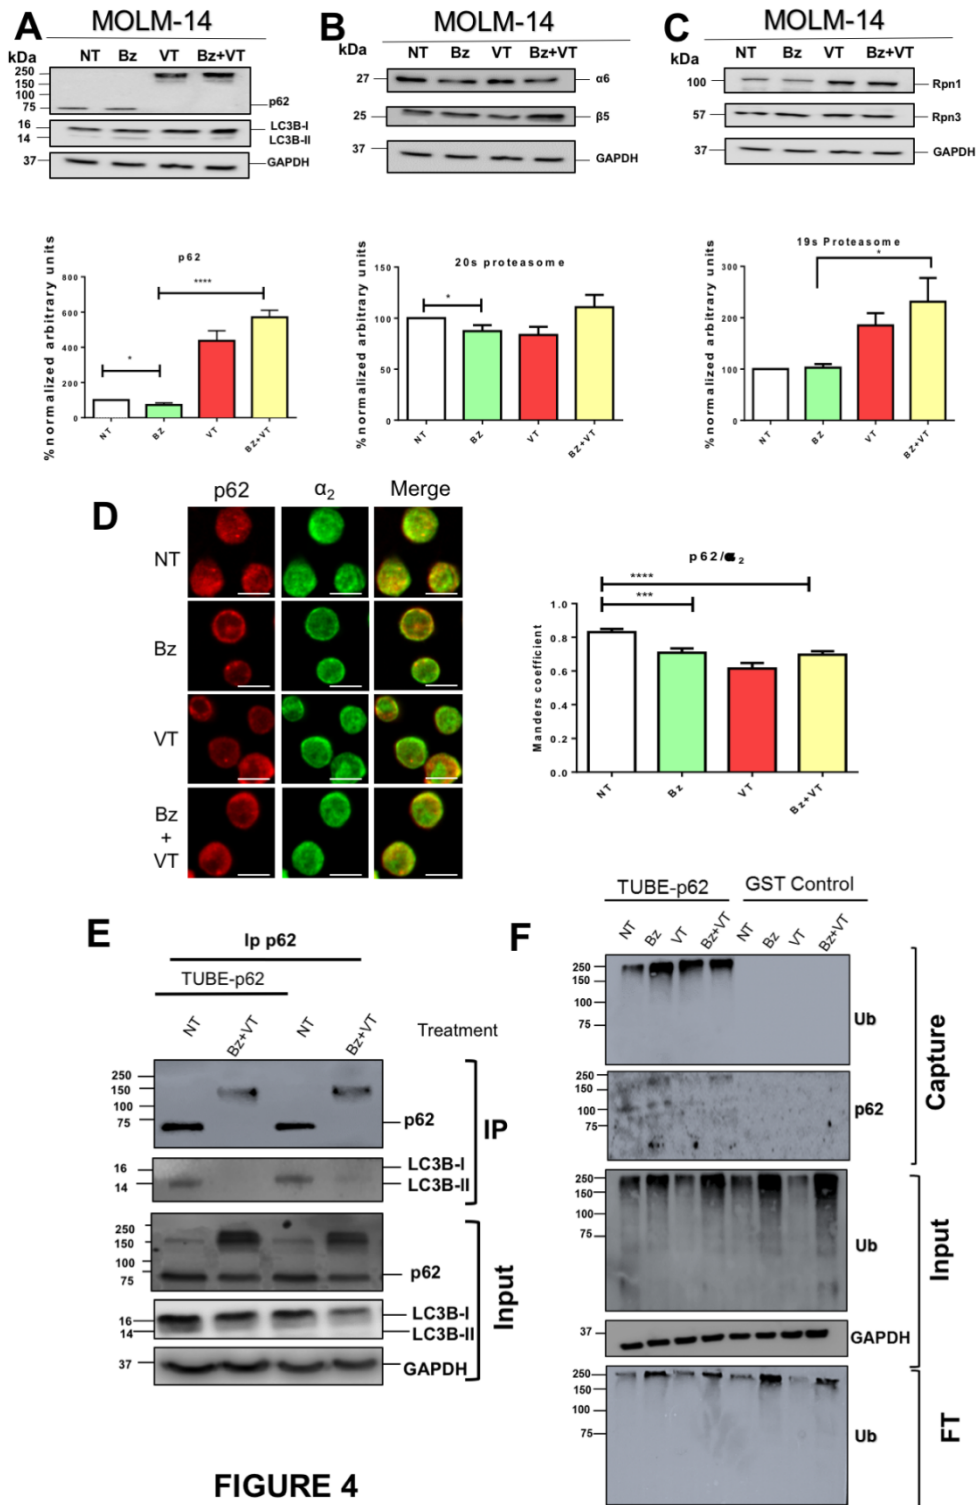 A
MOLM-14
kDa
NT Bz VT Bz+VT
250
150
100
75
p62
16
14
LC3B-I
LC3B-II
37
GAPDH
p62
% normalized arbitrary units
800
600
400
200
0
*
****
NT
BZ
VT
BZ+VT
B
MOLM-14
kDa
NT Bz VT Bz+VT
27
α6
25
β5
37
GAPDH
20s proteasome
% normalized arbitrary units
150
100
50
0
*
NT
BZ
VT
BZ+VT
C
MOLM-14
kDa
NT Bz VT Bz+VT
100
Rpn1
57
Rpn3
37
GAPDH
19s Proteasome
% normalized arbitrary units
300
200
100
0
*
NT
BZ
VT
BZ+VT
D
p62 α2 Merge
NT
Bz
VT
Bz
+
VT
p62/α2
Manders coefficient
1.0
0.8
0.6
0.4
0.2
0.0
****
***
NT
Bz
VT
Bz+VT
E
Ip p62
TUBE-p62
NT Bz+VT NT Bz+VT
Treatment
250
150
100
75
p62
16
14
LC3B-I
LC3B-II
IP
250
150
100
75
p62
16
14
LC3B-I
LC3B-II
37
GAPDH
Input
F
TUBE-p62 GST Control
NT Bz VT Bz+VT NT Bz VT Bz+VT
250
150
100
75
Ub
250
150
100
75
p62
Capture
250
150
100
75
Ub
37
GAPDH
Input
250
150
100
75
Ub
FT
FIGURE 4